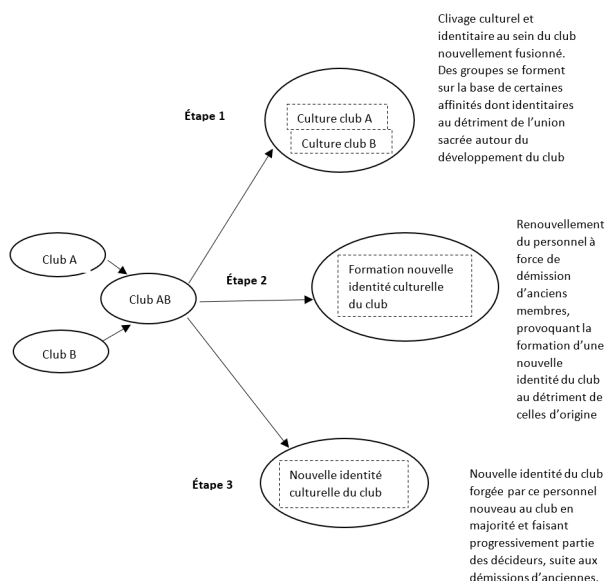 Clivage culturel et
identitaire au sein du club
nouvellement fusionné.
Des groupes se forment
sur la base de certaines
affinités dont identitaires
au détriment de l’union
sacrée autour du
développement du club
Étape 1
Culture club A
Culture club B
Club A
Club AB
Club B
Étape 2
Formation nouvelle
identité culturelle
du club
Renouvellement
du personnel à
force de
démission
d’anciens
membres,
provoquant la
formation d’une
nouvelle
identité du club
au détriment de
celles d’origine
Étape 3
Nouvelle identité
culturelle du club
Nouvelle identité du club
forgée par ce personnel
nouveau au club en
majorité et faisant
progressivement partie
des décideurs, suite aux
démissions d’anciennes.